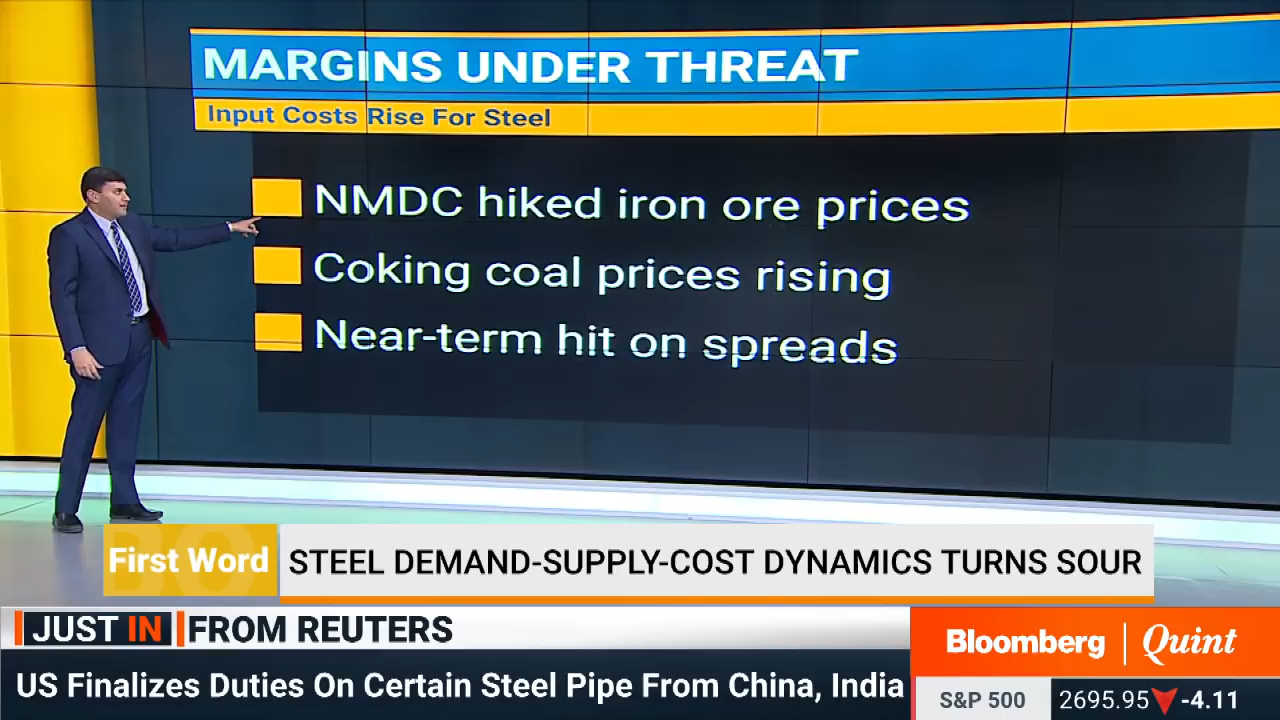 MARGINS UNDER THREAT
Input Costs Rise For Steel
NMDC hiked iron ore prices
Coking coal prices rising
Near-term hit on spreads
First Word
STEEL DEMAND-SUPPLY-COST DYNAMICS TURNS SOUR
JUST IN FROM REUTERS
US Finalizes Duties On Certain Steel Pipe From China, India
Bloomberg | Quint
S&P 500 2695.95 -4.11